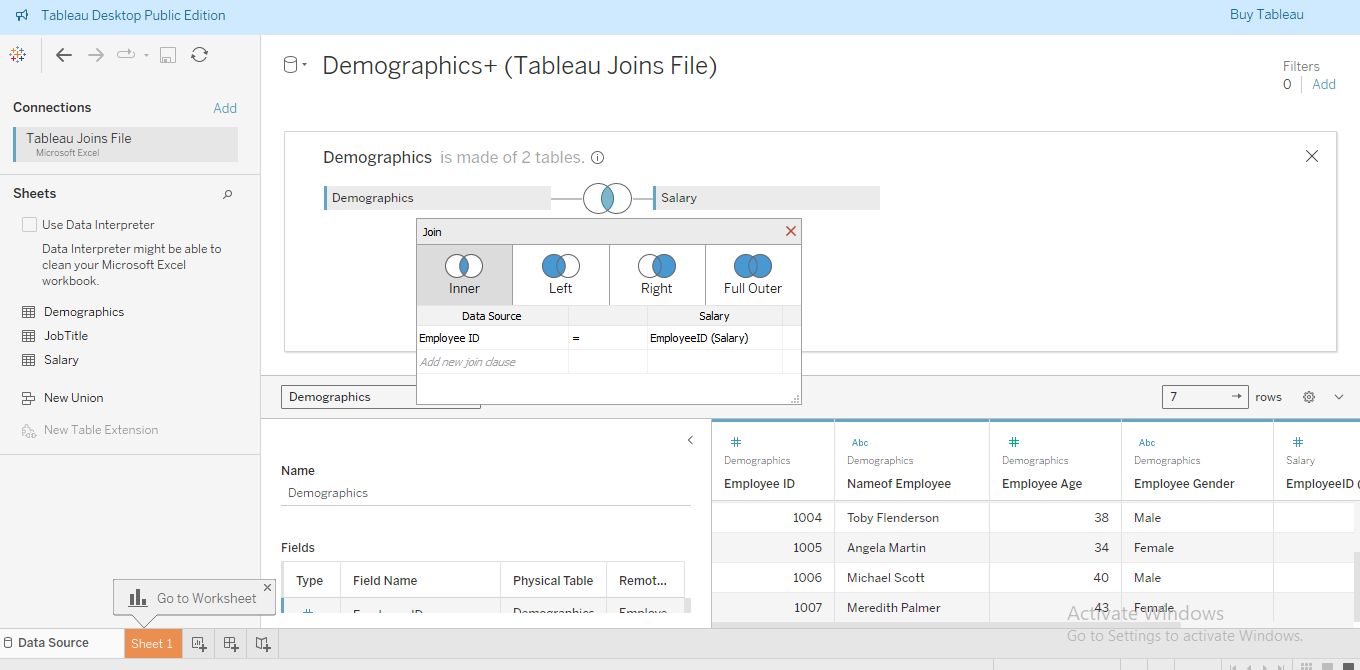 Tableau Desktop Public Edition
Buy Tableau
Connections
Add
Tableau Joins File
Microsoft Excel
Sheets
Use Data Interpreter
Data Interpreter might be able to
clean your Microsoft Excel
workbook.
Demographics
JobTitle
Salary
New Union
New Table Extension
Demographics+ (Tableau Joins File)
Filters
0 Add
Demographics is made of 2 tables.
Demographics
Salary
Join
Inner Left Right Full Outer
Data Source Salary
Employee ID = EmployeeID (Salary)
Add new join clause
Demographics
7 rows
Name
Demographics
Fields
Type Field Name Physical Table Remot...
# Demographics Employe
# Abc # Abc #
Demographics Demographics Demographics Demographics Salary
Employee ID Nameof Employee Employee Age Employee Gender EmployeeID (
1004 Toby Flenderson 38 Male
1005 Angela Martin 34 Female
1006 Michael Scott 40 Male
1007 Meredith Palmer 43 Female
Activate Windows
Go to Settings to activate Windows.
Go to Worksheet
Data Source Sheet 1